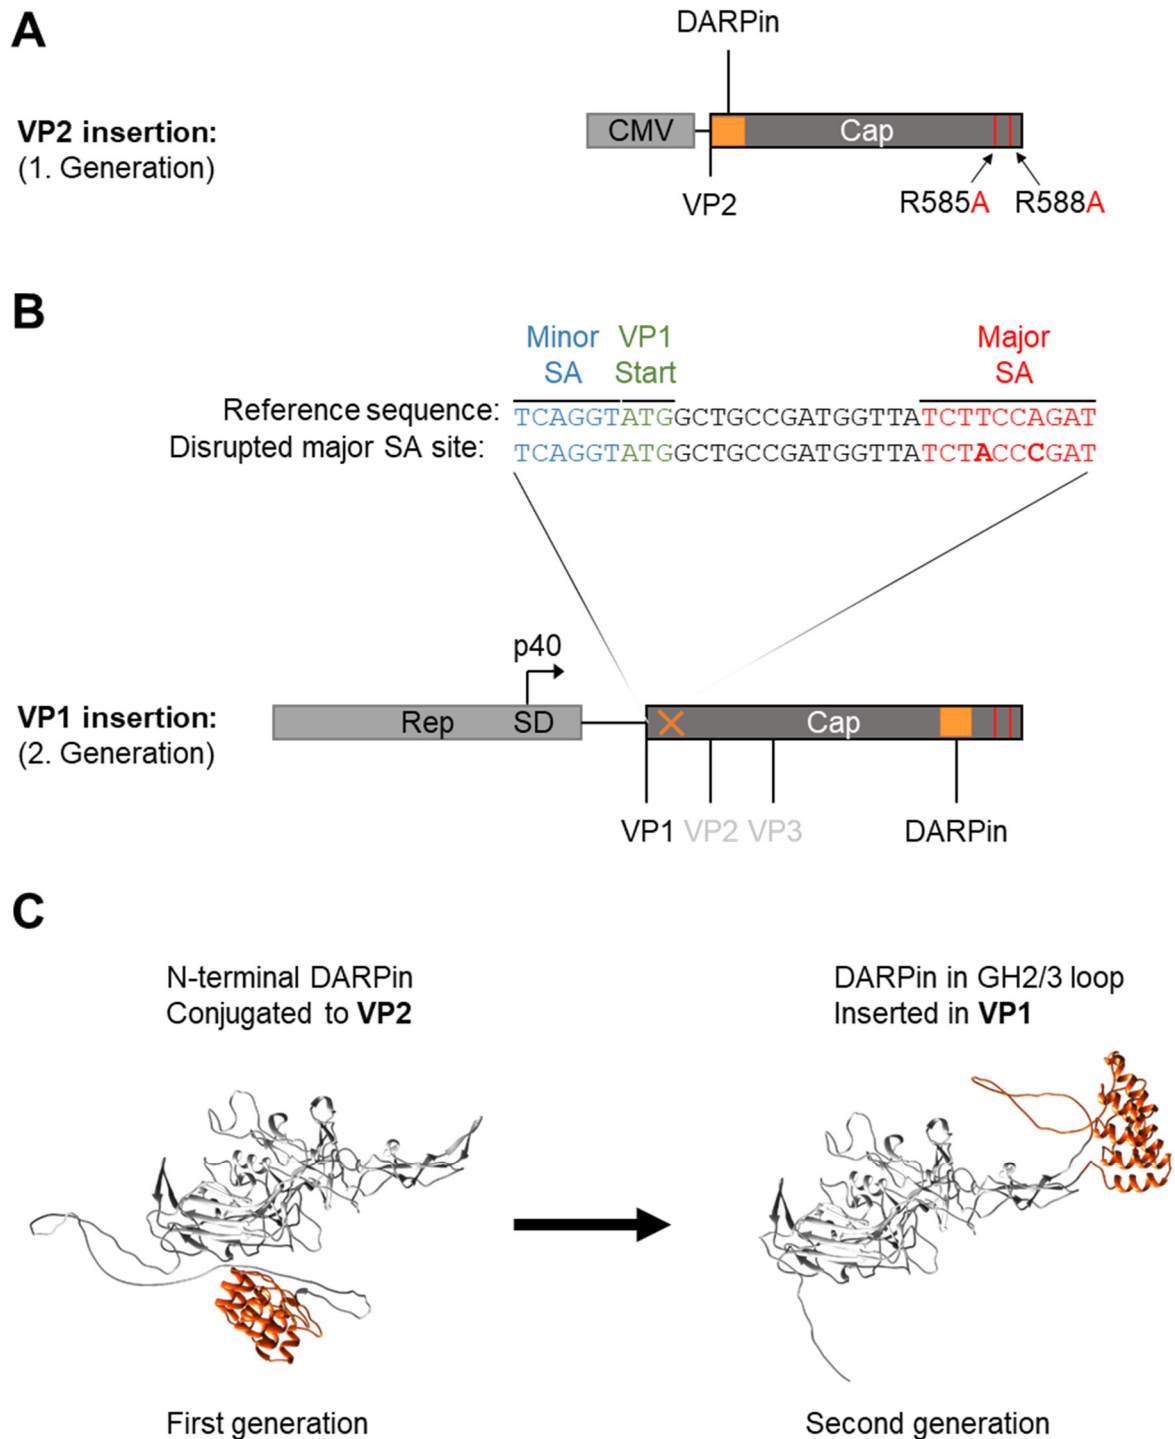 A
DARPin
VP2 insertion:
(1. Generation)
CMV
Cap
VP2
R585A R588A
B
Minor SA
VP1 Start
Major SA
Reference sequence: TCAGGTATGGCTGCCGATGGTTATCTTCCAGAT
Disrupted major SA site: TCAGGTATGGCTGCCGATGGTTATCTACCCGAT
p40
VP1 insertion:
(2. Generation)
Rep
SD
Cap
VP1 VP2 VP3
DARPin
C
N-terminal DARPin
Conjugated to VP2
DARPin in GH2/3 loop
Inserted in VP1
First generation
Second generation